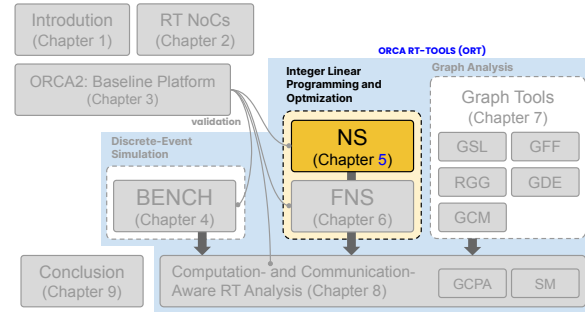 Introdution
(Chapter 1)
RT NoCs
(Chapter 2)
ORCA RT-TOOLS (ORT)
ORCA2: Baseline Platform
(Chapter 3)
validation
Integer Linear
Programming and
Optmization
Graph Analysis
Graph Tools
(Chapter 7)
GSL
GFF
RGG
GDE
GCM
NS
(Chapter 5)
Discrete-Event
Simulation
BENCH
(Chapter 4)
FNS
(Chapter 6)
Conclusion
(Chapter 9)
Computation- and Communication-
Aware RT Analysis (Chapter 8)
GCPA
SM